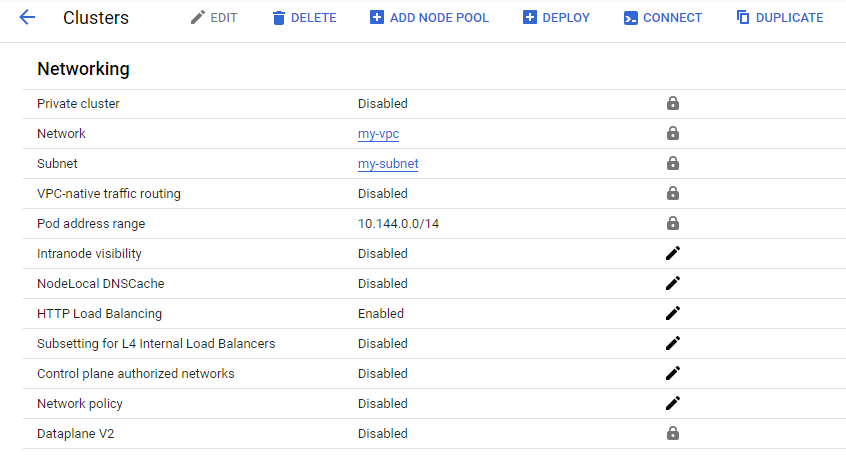 Clusters EDIT DELETE ADD NODE POOL DEPLOY CONNECT DUPLICATE
Networking
Private cluster Disabled
Network my-vpc
Subnet my-subnet
VPC-native traffic routing Disabled
Pod address range 10.144.0.0/14
Intranode visibility Disabled
NodeLocal DNSCache Disabled
HTTP Load Balancing Enabled
Subsetting for L4 Internal Load Balancers Disabled
Control plane authorized networks Disabled
Network policy Disabled
Dataplane V2 Disabled